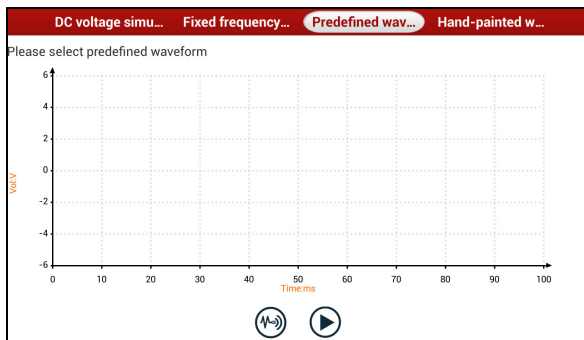 DC voltage simu... Fixed frequency... Predefined wav... Hand-painted w...
Please select predefined waveform
6
4
2
0
-2
-4
-6
Vol:V
0 10 20 30 40 50 60 70 80 90 100
Time:ms